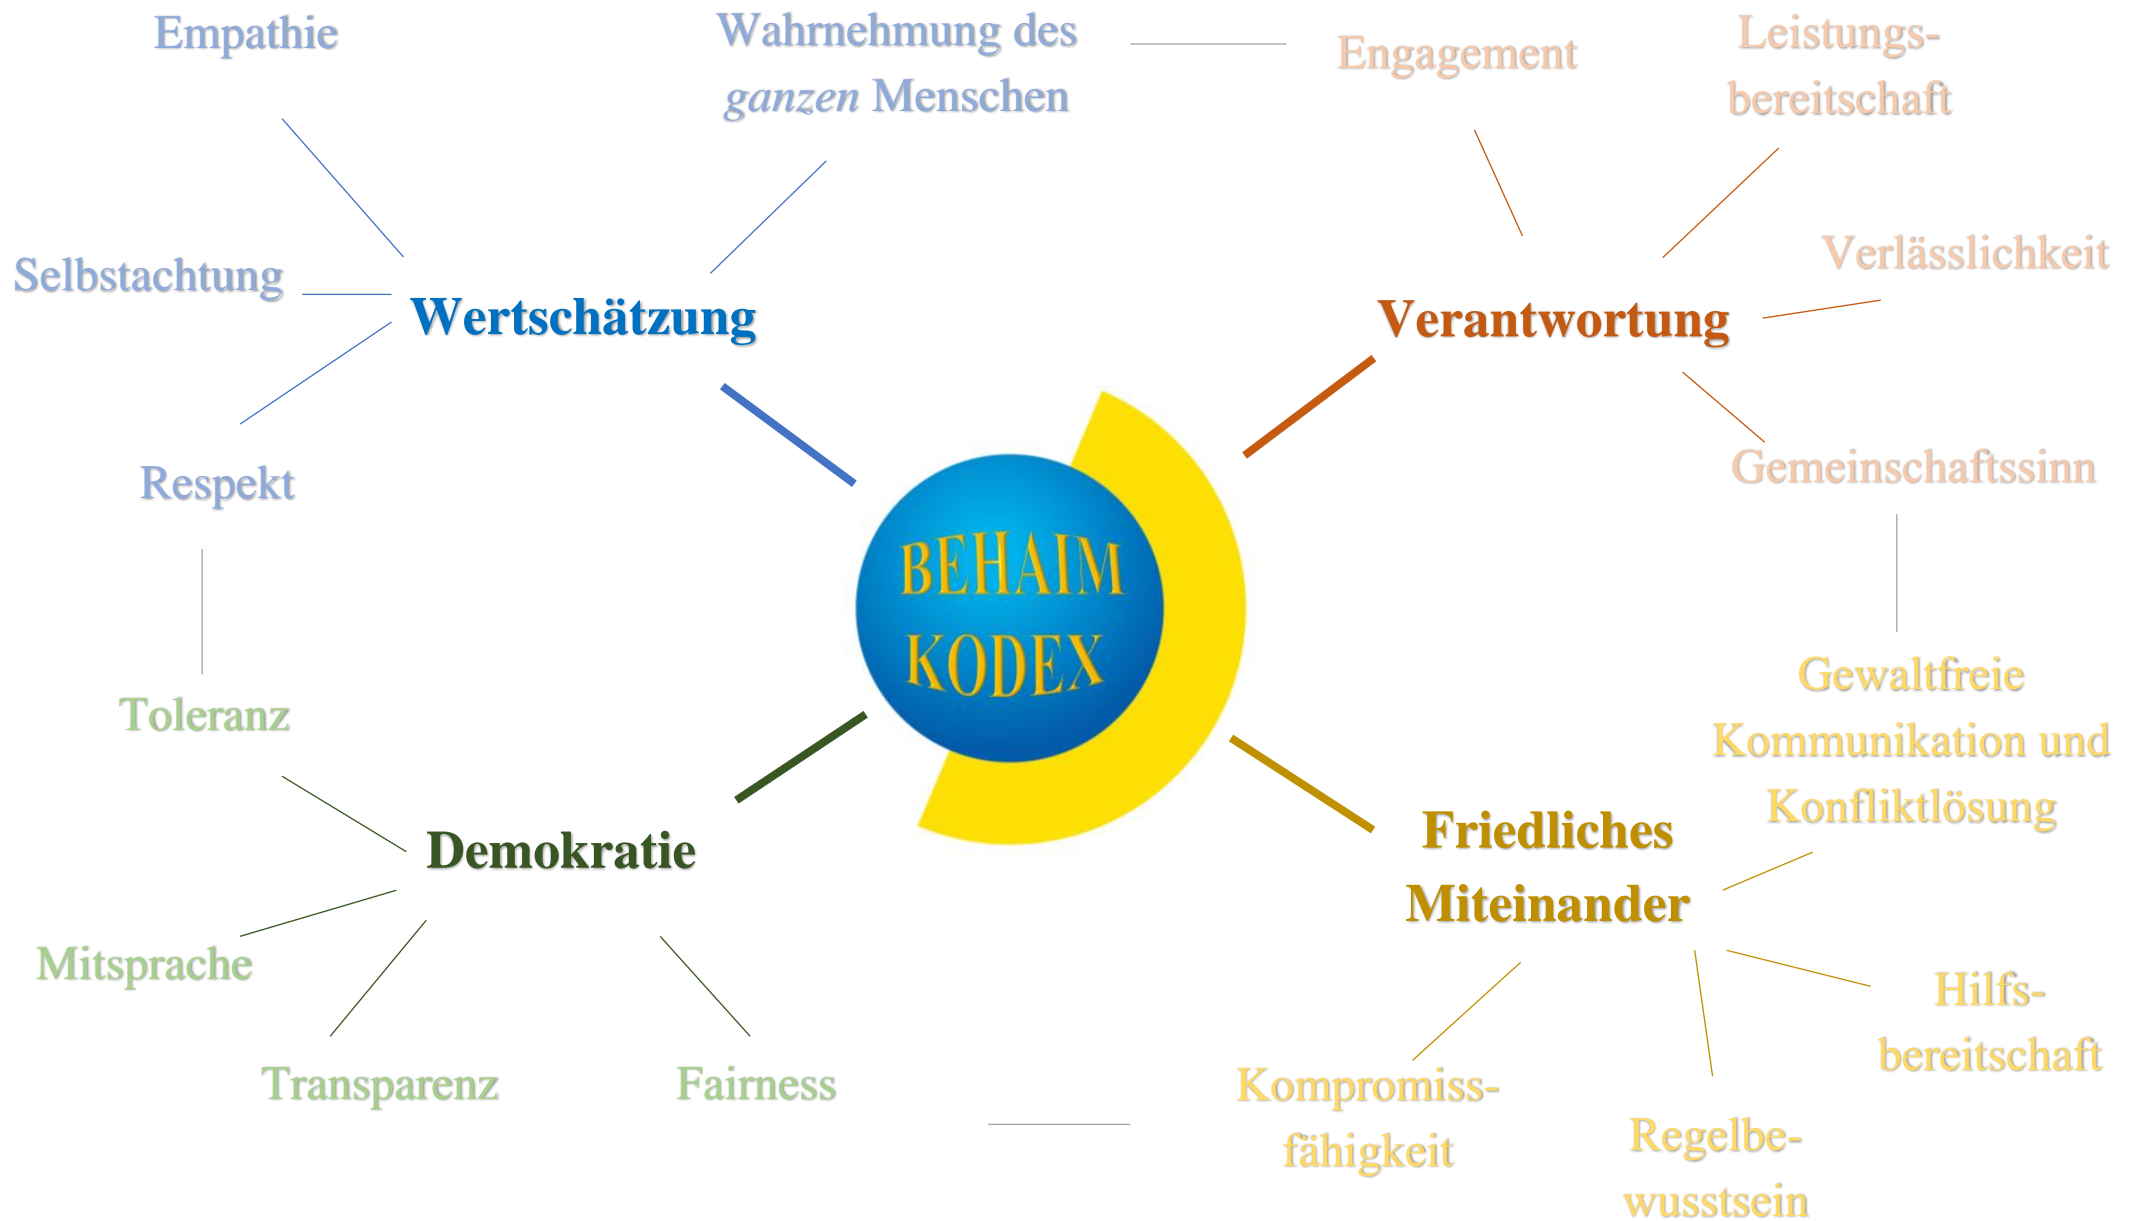 Empathie
Wahrnehmung des
ganzen Menschen
Engagement
Leistungs-
bereitschaft
Selbstachtung
Wertschätzung
Verantwortung
Verlässlichkeit
Respekt
Gemeinschaftssinn
BEHAIM
KODEX
Toleranz
Gewaltfreie
Kommunikation und
Konfliktlösung
Demokratie
Friedliches
Miteinander
Mitsprache
Transparenz
Fairness
Kompromiss-
fähigkeit
Regelbe-
wusstsein
Hilfs-
bereitschaft